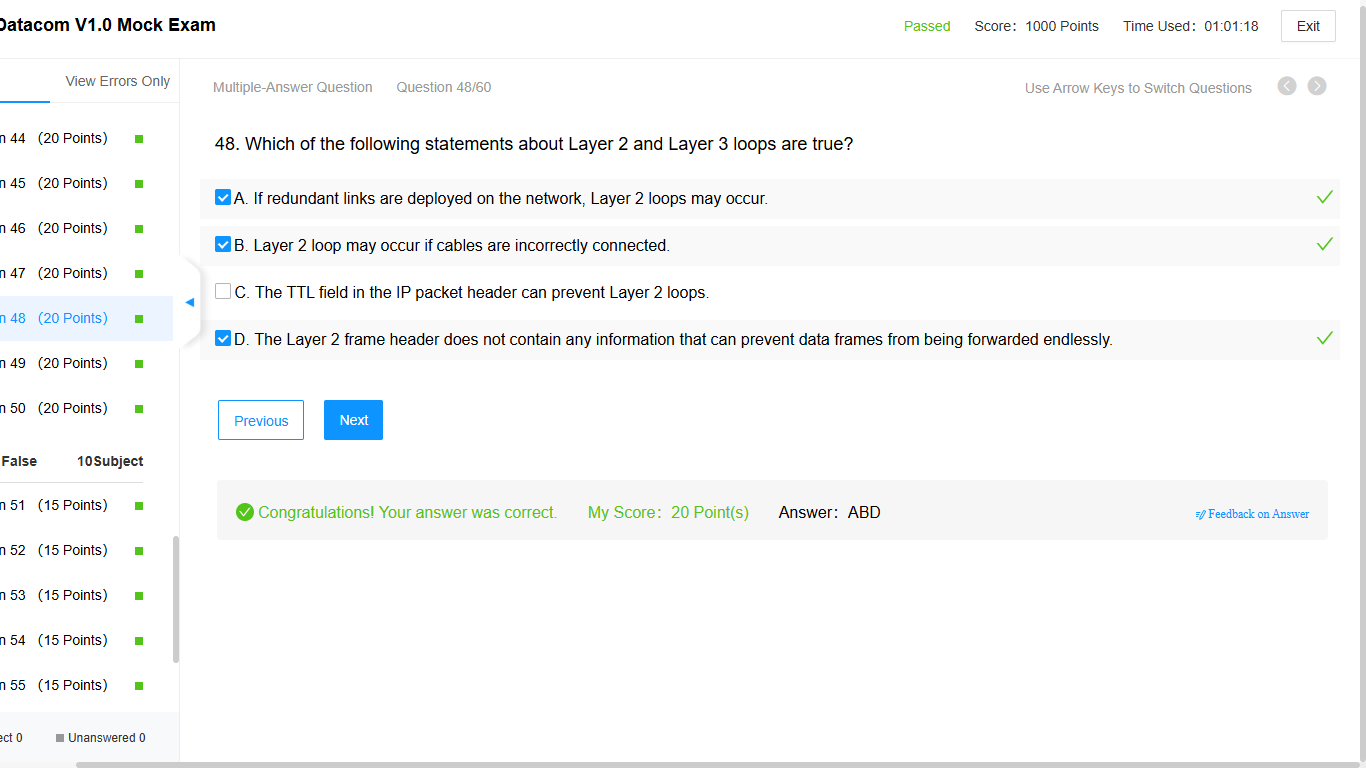 Datacom V1.0 Mock Exam
Passed Score：1000 Points Time Used：01:01:18 Exit
View Errors Only
Multiple-Answer Question Question 48/60
Use Arrow Keys to Switch Questions
n 44 (20 Points)
n 45 (20 Points)
n 46 (20 Points)
n 47 (20 Points)
n 48 (20 Points)
n 49 (20 Points)
n 50 (20 Points)
False 10Subject
n 51 (15 Points)
n 52 (15 Points)
n 53 (15 Points)
n 54 (15 Points)
n 55 (15 Points)
ect 0 Unanswered 0
48. Which of the following statements about Layer 2 and Layer 3 loops are true?
A. If redundant links are deployed on the network, Layer 2 loops may occur.
B. Layer 2 loop may occur if cables are incorrectly connected.
C. The TTL field in the IP packet header can prevent Layer 2 loops.
D. The Layer 2 frame header does not contain any information that can prevent data frames from being forwarded endlessly.
Previous Next
Congratulations! Your answer was correct. My Score：20 Point(s) Answer：ABD
Feedback on Answer